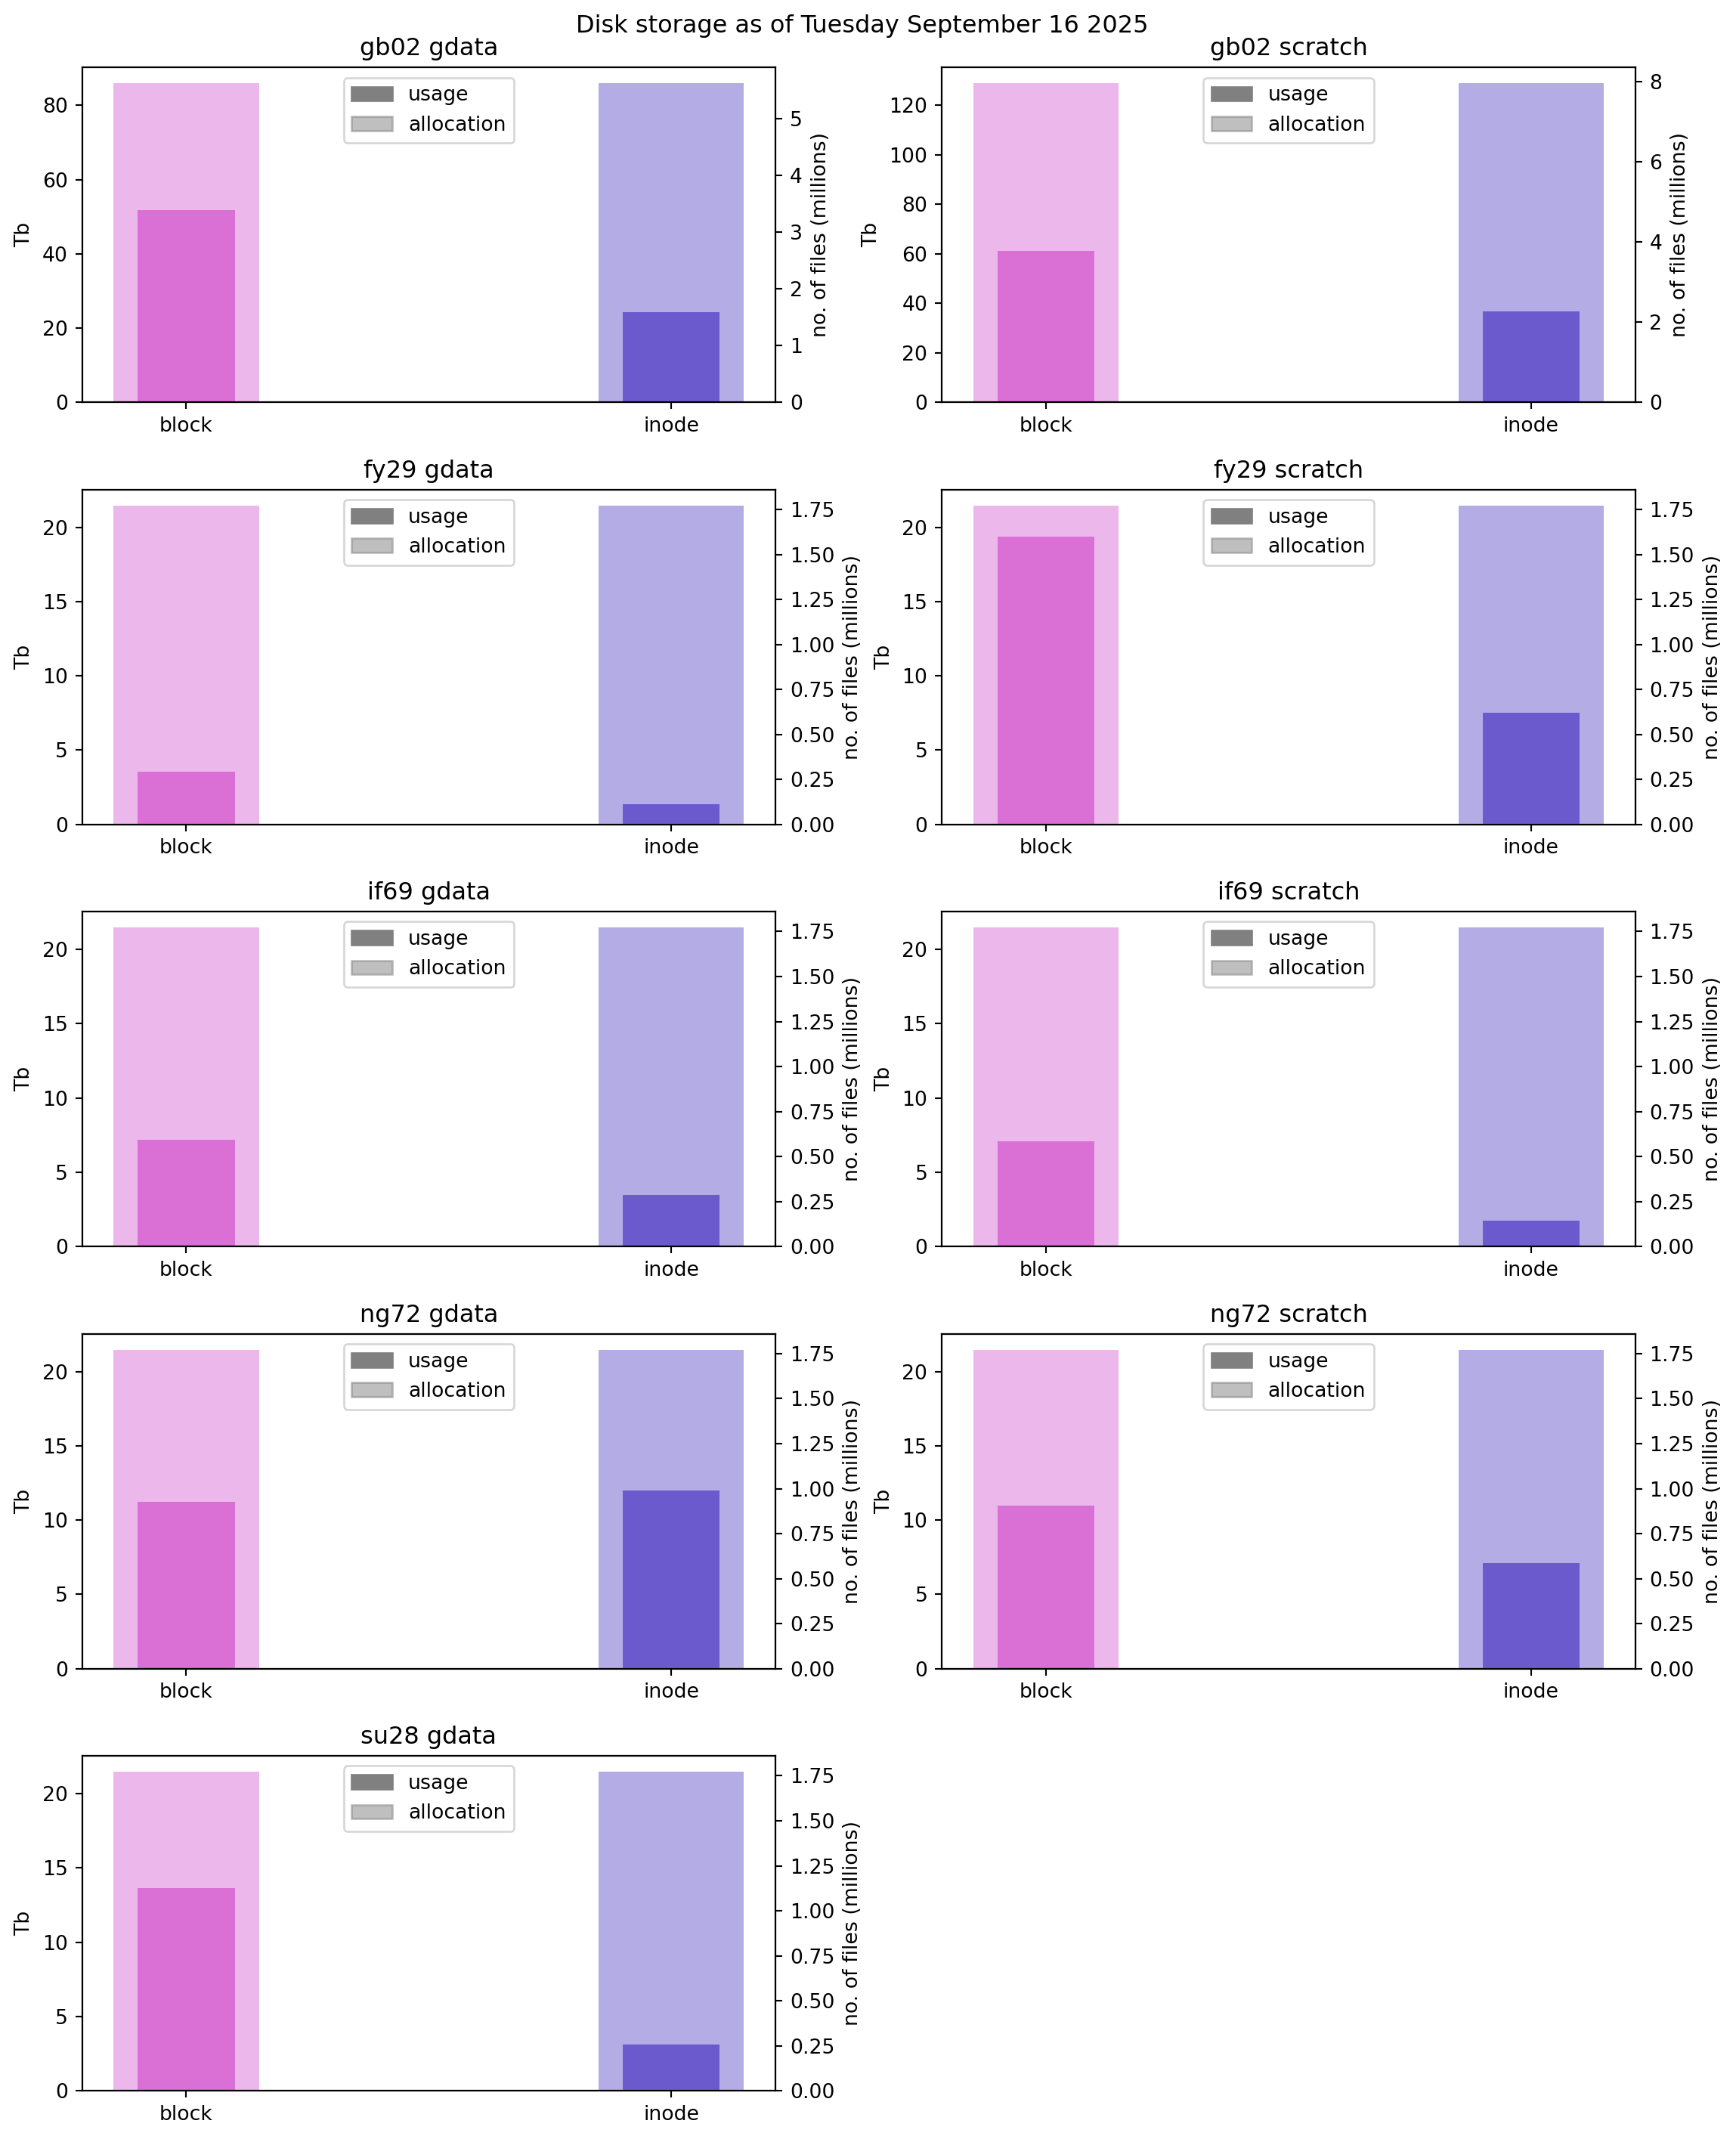 Disk storage as of Tuesday September 16 2025
gb02 gdata
usage
allocation
80
60
40
20
0
Tb
5
4
3
2
1
0
no. of files (millions)
block
inode
gb02 scratch
usage
allocation
120
100
80
60
40
20
0
Tb
8
6
4
2
0
no. of files (millions)
block
inode
fy29 gdata
usage
allocation
20
15
10
5
0
Tb
1.75
1.50
1.25
1.00
0.75
0.50
0.25
0.00
no. of files (millions)
block
inode
fy29 scratch
usage
allocation
20
15
10
5
0
Tb
1.75
1.50
1.25
1.00
0.75
0.50
0.25
0.00
no. of files (millions)
block
inode
if69 gdata
usage
allocation
20
15
10
5
0
Tb
1.75
1.50
1.25
1.00
0.75
0.50
0.25
0.00
no. of files (millions)
block
inode
if69 scratch
usage
allocation
20
15
10
5
0
Tb
1.75
1.50
1.25
1.00
0.75
0.50
0.25
0.00
no. of files (millions)
block
inode
ng72 gdata
usage
allocation
20
15
10
5
0
Tb
1.75
1.50
1.25
1.00
0.75
0.50
0.25
0.00
no. of files (millions)
block
inode
ng72 scratch
usage
allocation
20
15
10
5
0
Tb
1.75
1.50
1.25
1.00
0.75
0.50
0.25
0.00
no. of files (millions)
block
inode
su28 gdata
usage
allocation
20
15
10
5
0
Tb
1.75
1.50
1.25
1.00
0.75
0.50
0.25
0.00
no. of files (millions)
block
inode